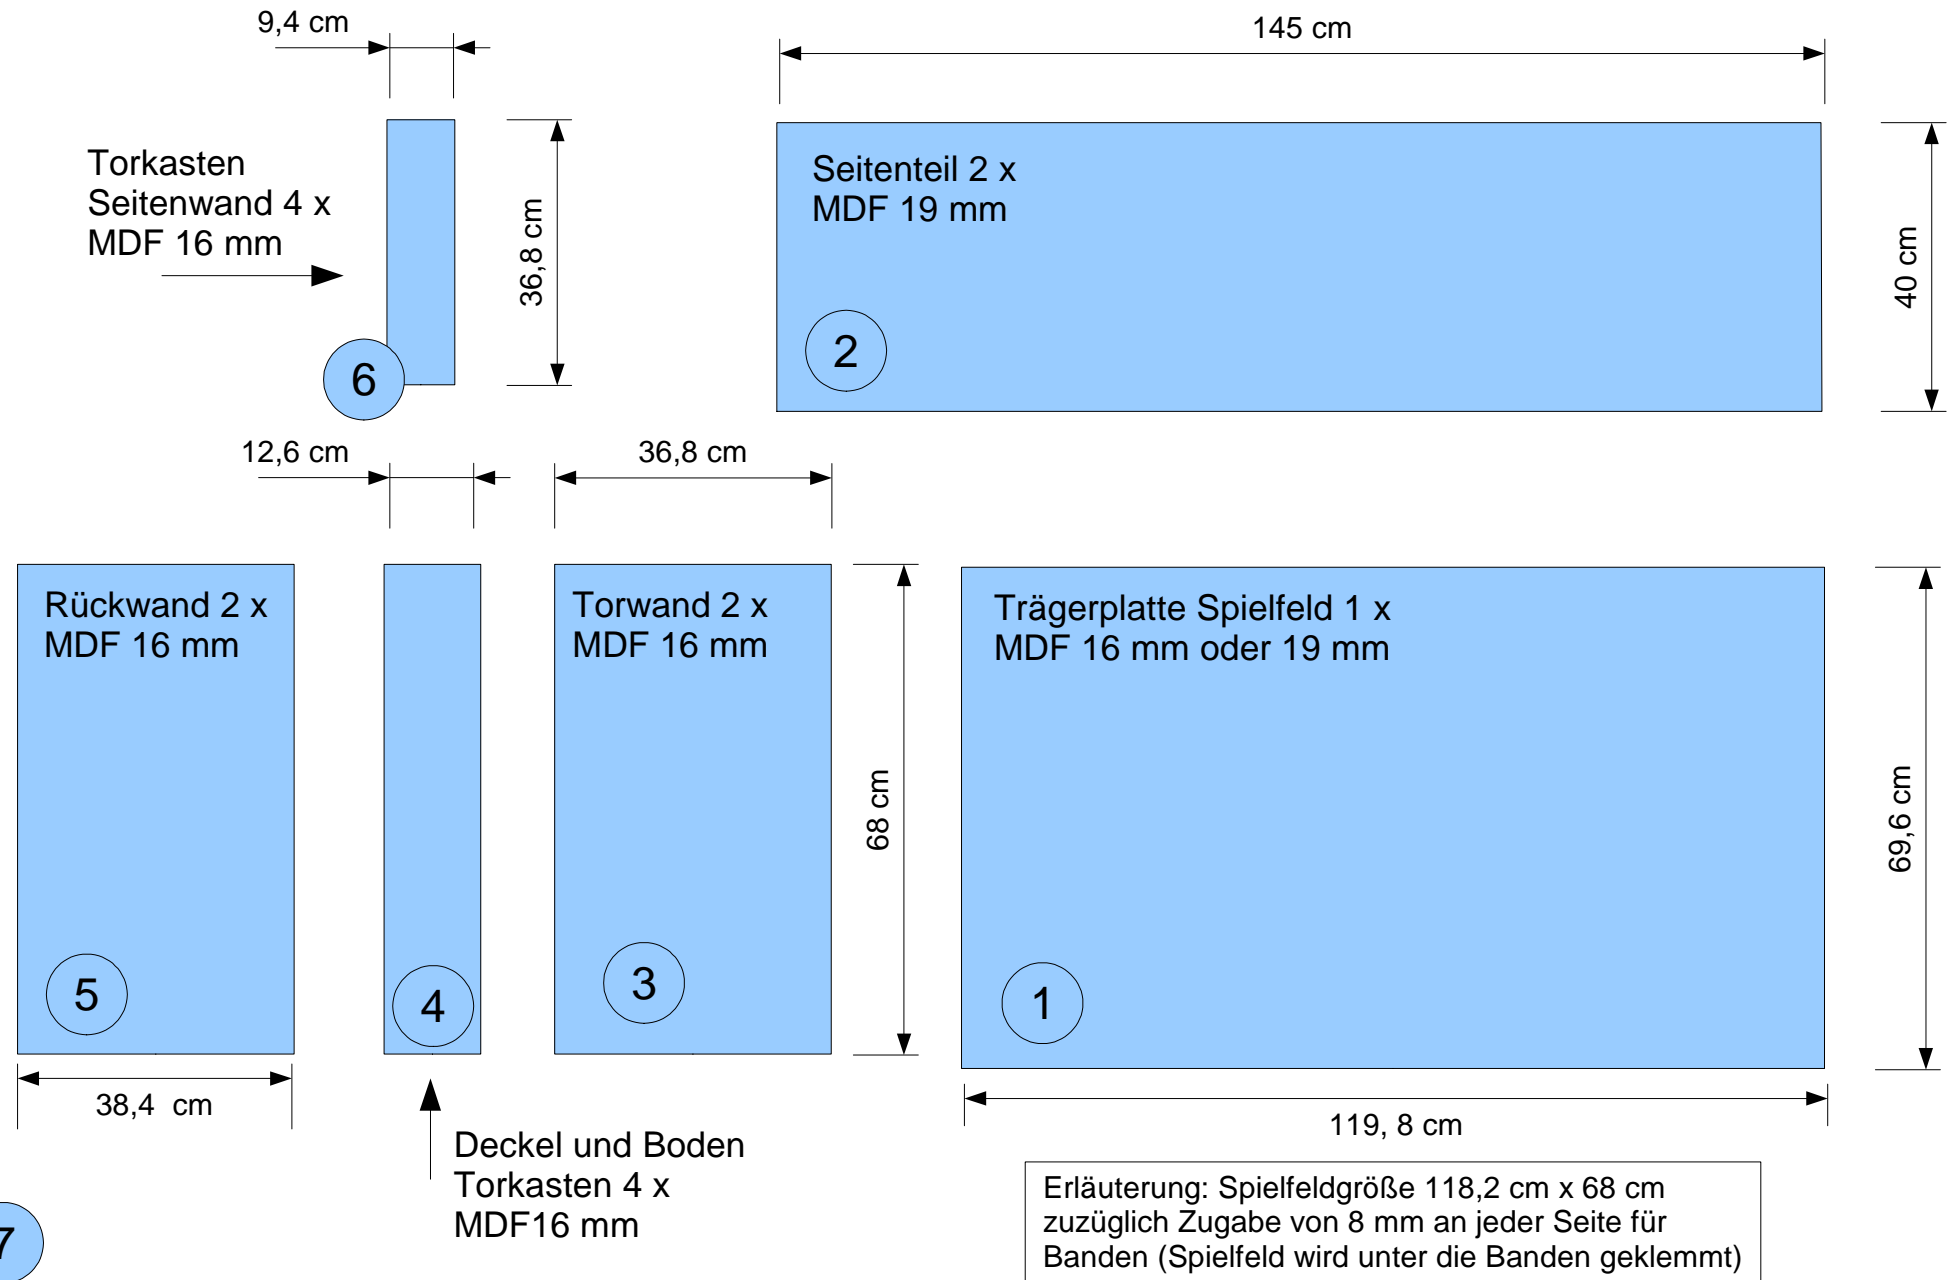 9,4 cm
145 cm
Torkasten
Seitenwand 4 x
MDF 16 mm
36,8 cm
6
Seitenteil 2 x
MDF 19 mm
2
40 cm
12,6 cm
36,8 cm
Rückwand 2 x
MDF 16 mm
5
38,4 cm
4
Torwand 2 x
MDF 16 mm
3
68 cm
Trägerplatte Spielfeld 1 x
MDF 16 mm oder 19 mm
1
69,6 cm
119, 8 cm
Deckel und Boden
Torkasten 4 x
MDF16 mm
Erläuterung: Spielfeldgröße 118,2 cm x 68 cm
zuzüglich Zugabe von 8 mm an jeder Seite für
Banden (Spielfeld wird unter die Banden geklemmt)
7